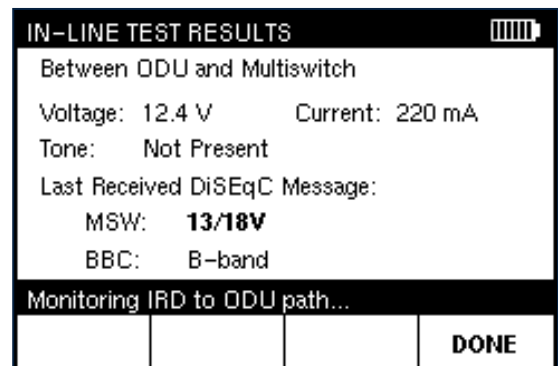 IN-LINE TEST RESULTS
Between ODU and Multiswitch
Voltage: 12.4 V Current: 220 mA
Tone: Not Present
Last Received DiSEqC Message:
MSW: 13/18V
BBC: B-band
Monitoring IRD to ODU path...
DONE